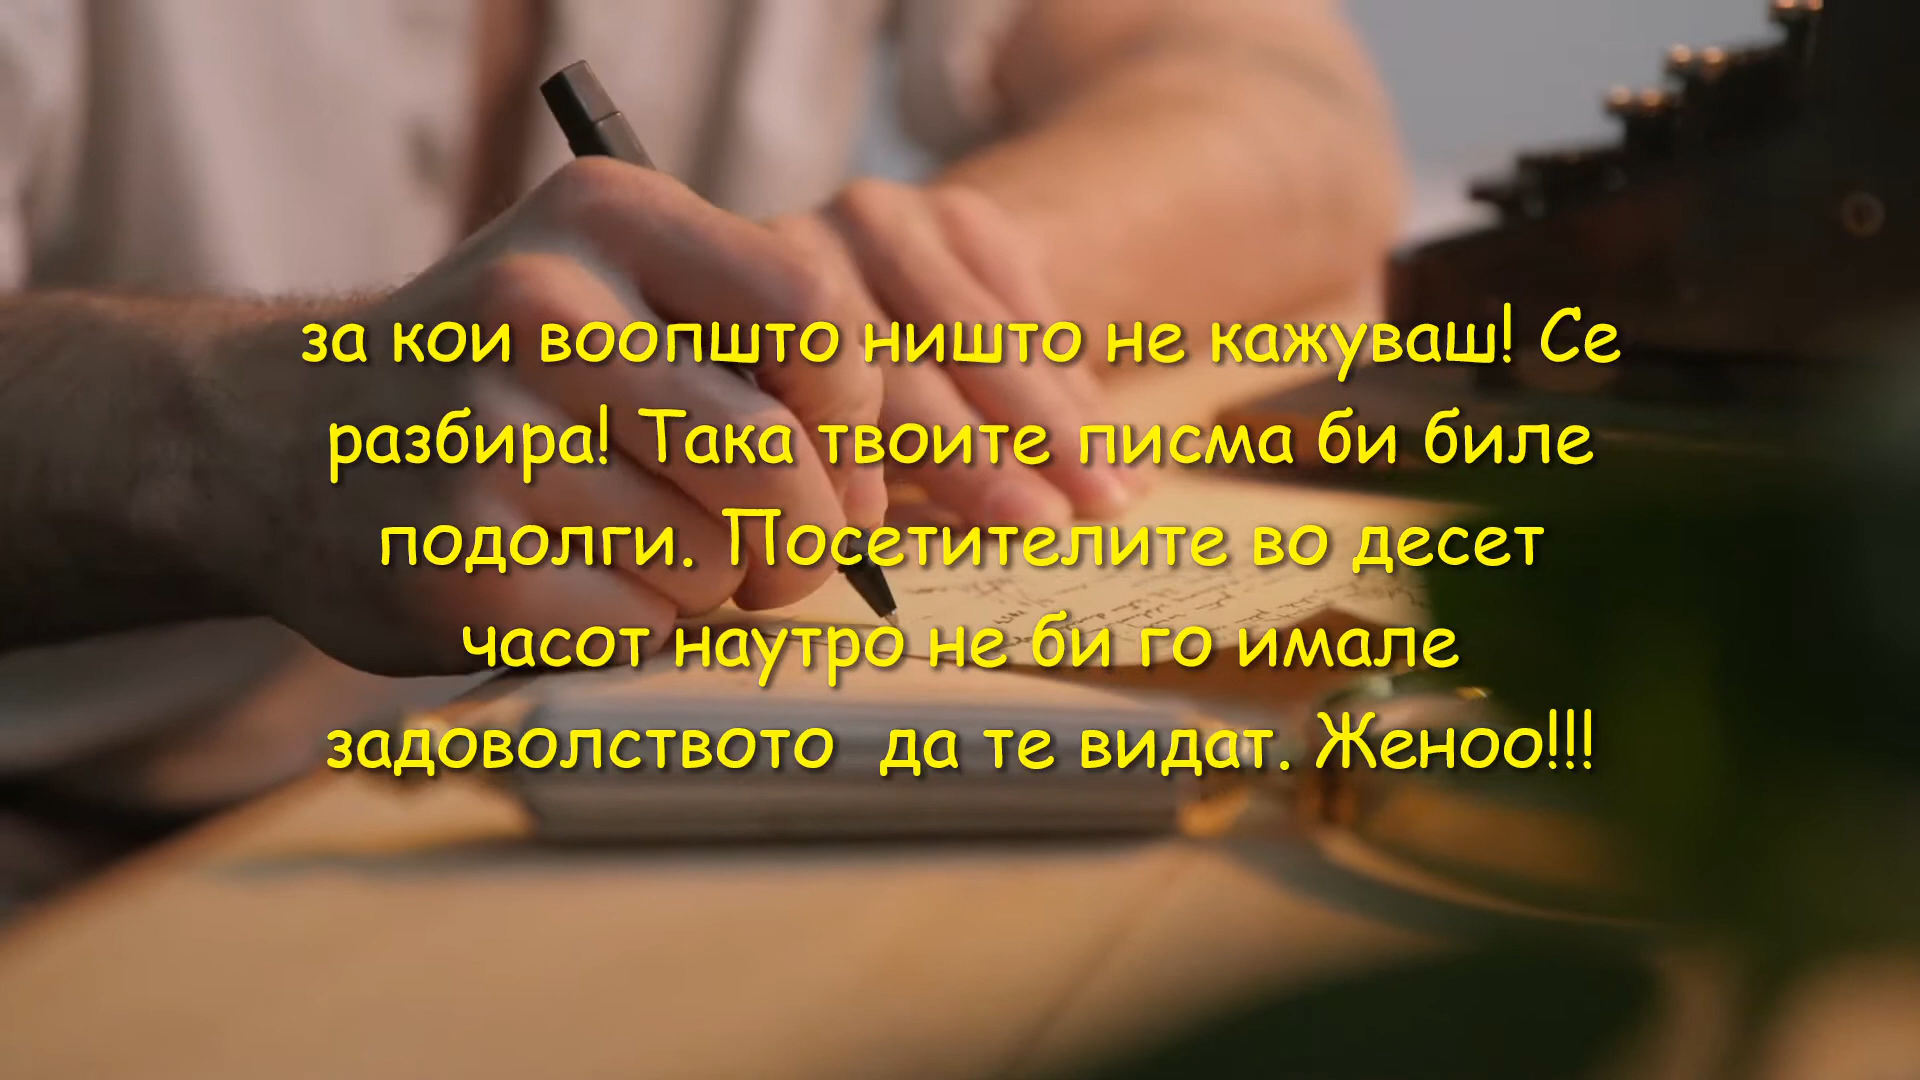 за кои воопшто ништо не кажуваш! Се
разбира! Така твоите писма би биле
подолги. Посетителите во десет
часот наутро не би го имале
задоволството  да те видат. Женоо!!!